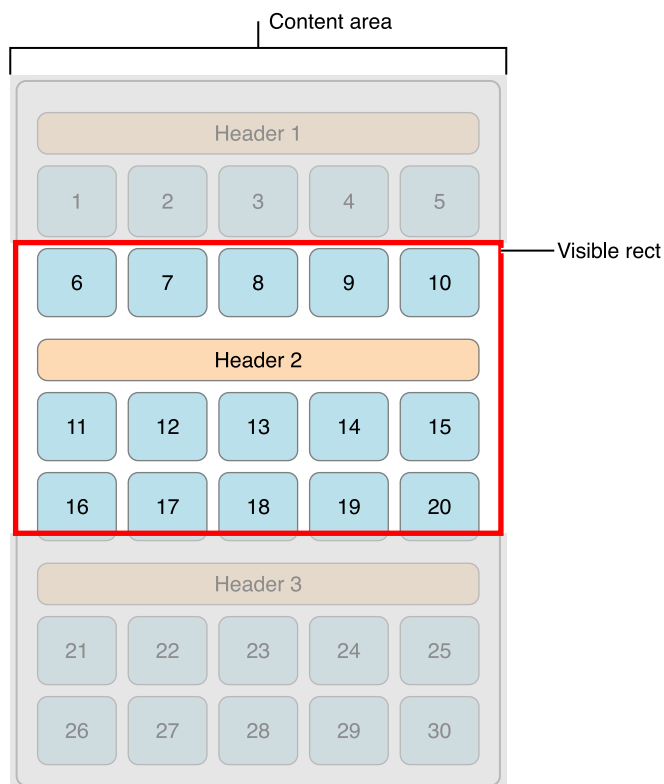 Content area
Header 1
1 2 3 4 5
Visible rect
6 7 8 9 10
Header 2
11 12 13 14 15
16 17 18 19 20
Header 3
21 22 23 24 25
26 27 28 29 30